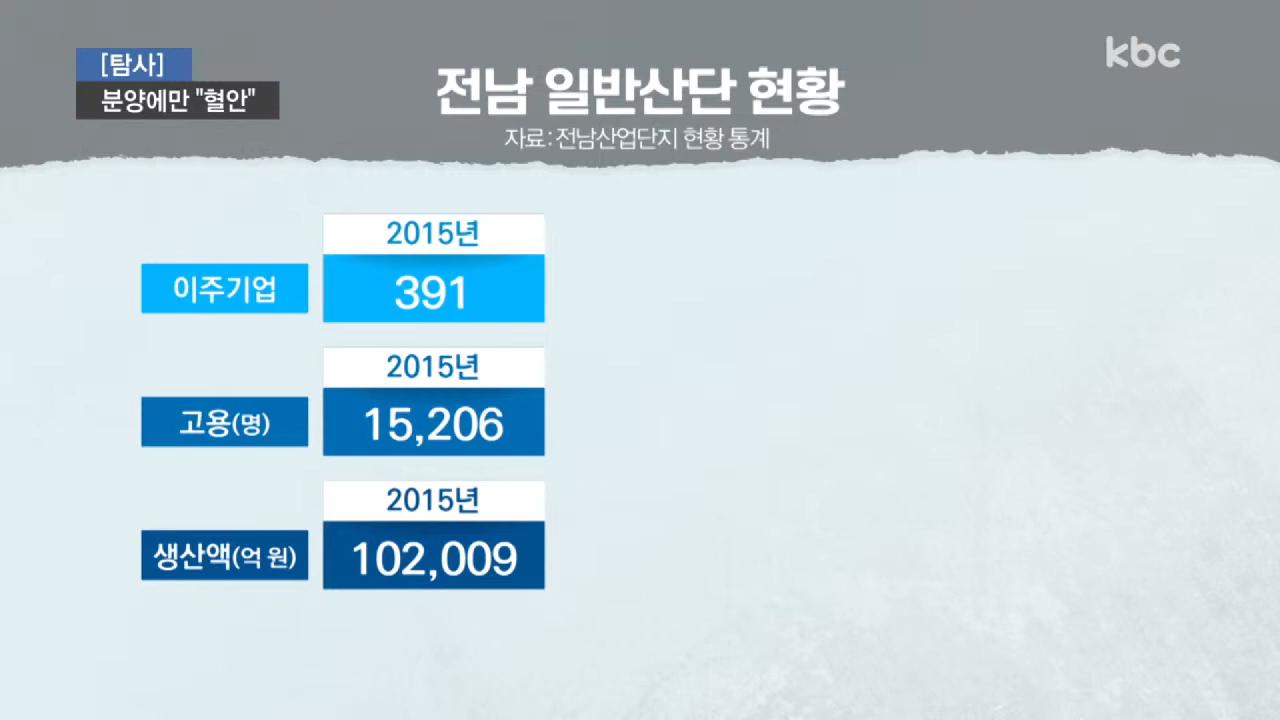 [탐사]
분양에만 "혈안"
kbc
전남 일반산단 현황
자료:전남산업단지 현황 통계
2015년
이주기업
391
2015년
고용(명)
15,206
2015년
생산액(억 원)
102,009